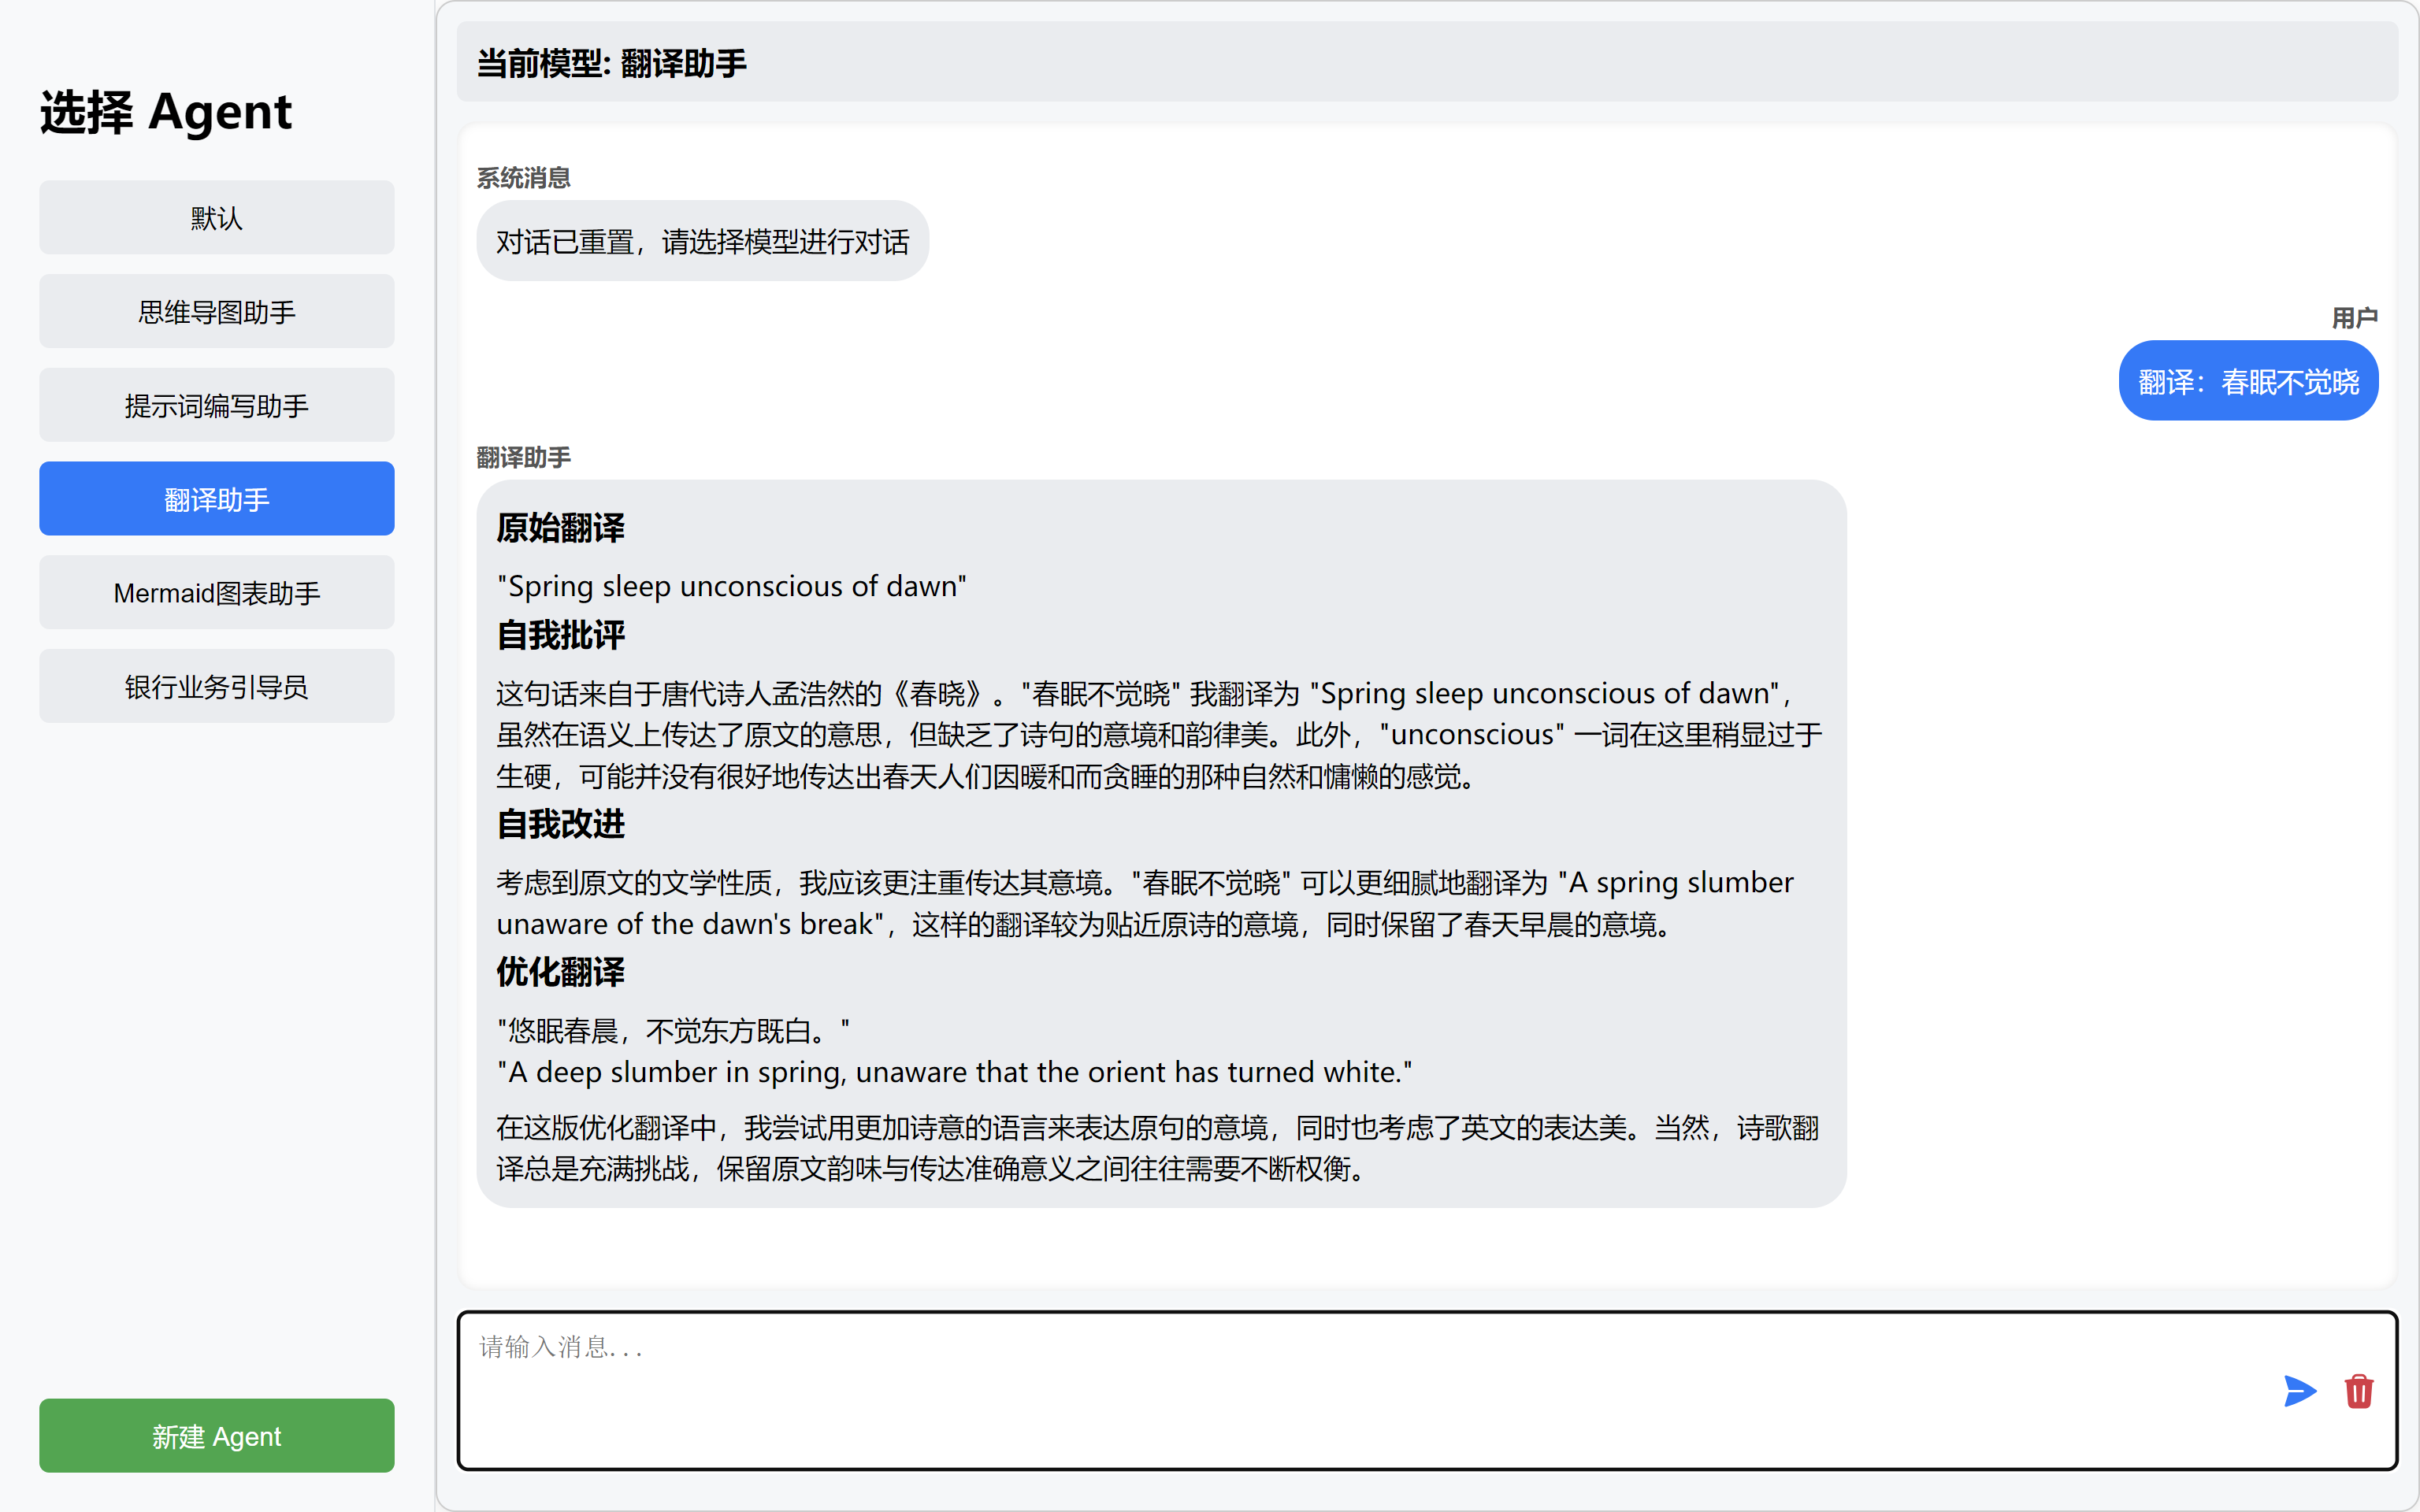 选择 Agent
默认
思维导图助手
提示词编写助手
翻译助手
Mermaid图表助手
银行业务引导员
新建 Agent
当前模型: 翻译助手
系统消息
对话已重置，请选择模型进行对话
用户
翻译：春眠不觉晓
翻译助手
原始翻译
"Spring sleep unconscious of dawn"
自我批评
这句话来自于唐代诗人孟浩然的《春晓》。"春眠不觉晓" 我翻译为 "Spring sleep unconscious of dawn"，
虽然在语义上传达了原文的意思，但缺乏了诗句的意境和韵律美。此外，"unconscious" 一词在这里稍显过于
生硬，可能并没有很好地传达出春天人们因暖和而贪睡的那种自然和慵懒的感觉。
自我改进
考虑到原文的文学性质，我应该更注重传达其意境。"春眠不觉晓" 可以更细腻地翻译为 "A spring slumber
unaware of the dawn's break"，这样的翻译较为贴近原诗的意境，同时保留了春天早晨的意境。
优化翻译
"悠眠春晨，不觉东方既白。"
"A deep slumber in spring, unaware that the orient has turned white."
在这版优化翻译中，我尝试用更加诗意的语言来表达原句的意境，同时也考虑了英文的表达美。当然，诗歌翻
译总是充满挑战，保留原文韵味与传达准确意义之间往往需要不断权衡。
请输入消息...